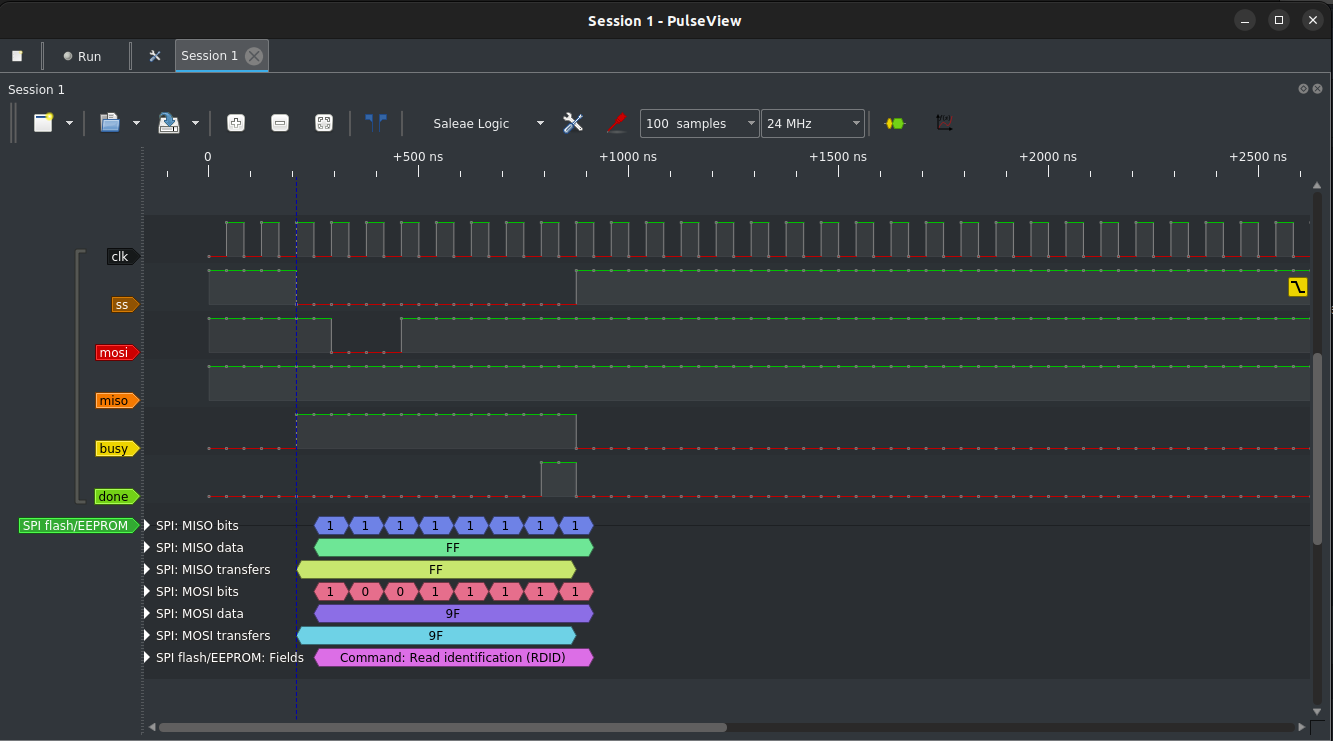 Session 1 - PulseView
Run
Session 1
Session 1
Saleae Logic
100 samples
24 MHz
0 +500 ns +1000 ns +1500 ns +2000 ns +2500 ns
clk
ss
mosi
miso
busy
done
SPI flash/EEPROM SPI: MISO bits 1 1 1 1 1 1 1 1
SPI: MISO data FF
SPI: MISO transfers FF
SPI: MOSI bits 1 0 0 1 1 1 1 1
SPI: MOSI data 9F
SPI: MOSI transfers 9F
SPI flash/EEPROM: Fields Command: Read identification (RDID)